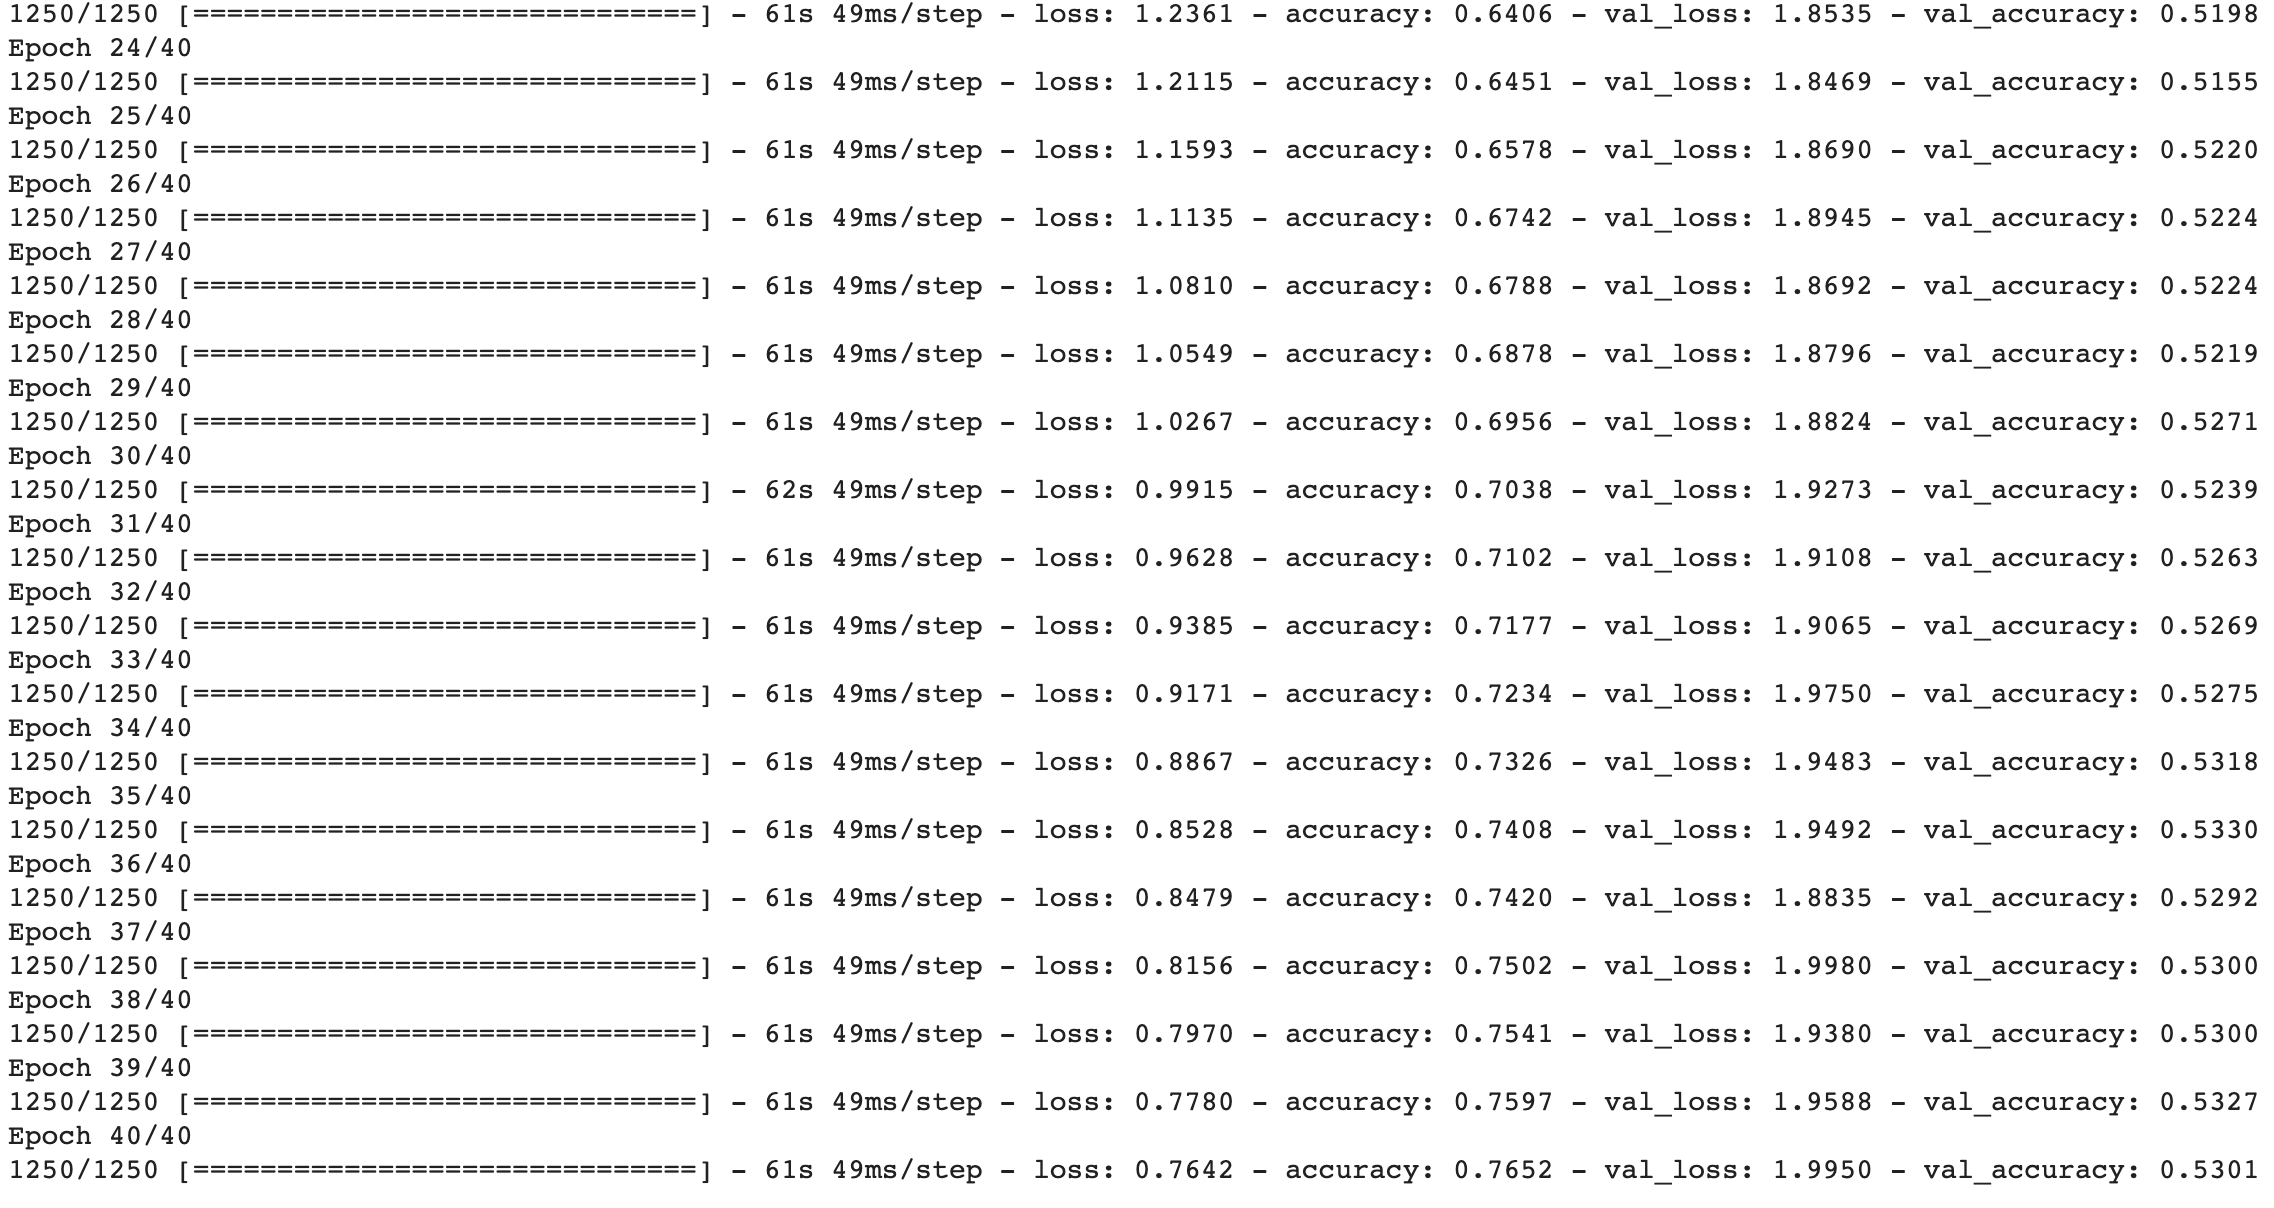 1250/1250 [==============================] - 61s 49ms/step - loss: 1.2361 - accuracy: 0.6406 - val_loss: 1.8535 - val_accuracy: 0.5198
Epoch 24/40
1250/1250 [==============================] - 61s 49ms/step - loss: 1.2115 - accuracy: 0.6451 - val_loss: 1.8469 - val_accuracy: 0.5155
Epoch 25/40
1250/1250 [==============================] - 61s 49ms/step - loss: 1.1593 - accuracy: 0.6578 - val_loss: 1.8690 - val_accuracy: 0.5220
Epoch 26/40
1250/1250 [==============================] - 61s 49ms/step - loss: 1.1135 - accuracy: 0.6742 - val_loss: 1.8945 - val_accuracy: 0.5224
Epoch 27/40
1250/1250 [==============================] - 61s 49ms/step - loss: 1.0810 - accuracy: 0.6788 - val_loss: 1.8692 - val_accuracy: 0.5224
Epoch 28/40
1250/1250 [==============================] - 61s 49ms/step - loss: 1.0549 - accuracy: 0.6878 - val_loss: 1.8796 - val_accuracy: 0.5219
Epoch 29/40
1250/1250 [==============================] - 61s 49ms/step - loss: 1.0267 - accuracy: 0.6956 - val_loss: 1.8824 - val_accuracy: 0.5271
Epoch 30/40
1250/1250 [==============================] - 62s 49ms/step - loss: 0.9915 - accuracy: 0.7038 - val_loss: 1.9273 - val_accuracy: 0.5239
Epoch 31/40
1250/1250 [==============================] - 61s 49ms/step - loss: 0.9628 - accuracy: 0.7102 - val_loss: 1.9108 - val_accuracy: 0.5263
Epoch 32/40
1250/1250 [==============================] - 61s 49ms/step - loss: 0.9385 - accuracy: 0.7177 - val_loss: 1.9065 - val_accuracy: 0.5269
Epoch 33/40
1250/1250 [==============================] - 61s 49ms/step - loss: 0.9171 - accuracy: 0.7234 - val_loss: 1.9750 - val_accuracy: 0.5275
Epoch 34/40
1250/1250 [==============================] - 61s 49ms/step - loss: 0.8867 - accuracy: 0.7326 - val_loss: 1.9483 - val_accuracy: 0.5318
Epoch 35/40
1250/1250 [==============================] - 61s 49ms/step - loss: 0.8528 - accuracy: 0.7408 - val_loss: 1.9492 - val_accuracy: 0.5330
Epoch 36/40
1250/1250 [==============================] - 61s 49ms/step - loss: 0.8479 - accuracy: 0.7420 - val_loss: 1.8835 - val_accuracy: 0.5292
Epoch 37/40
1250/1250 [==============================] - 61s 49ms/step - loss: 0.8156 - accuracy: 0.7502 - val_loss: 1.9980 - val_accuracy: 0.5300
Epoch 38/40
1250/1250 [==============================] - 61s 49ms/step - loss: 0.7970 - accuracy: 0.7541 - val_loss: 1.9380 - val_accuracy: 0.5300
Epoch 39/40
1250/1250 [==============================] - 61s 49ms/step - loss: 0.7780 - accuracy: 0.7597 - val_loss: 1.9588 - val_accuracy: 0.5327
Epoch 40/40
1250/1250 [==============================] - 61s 49ms/step - loss: 0.7642 - accuracy: 0.7652 - val_loss: 1.9950 - val_accuracy: 0.5301